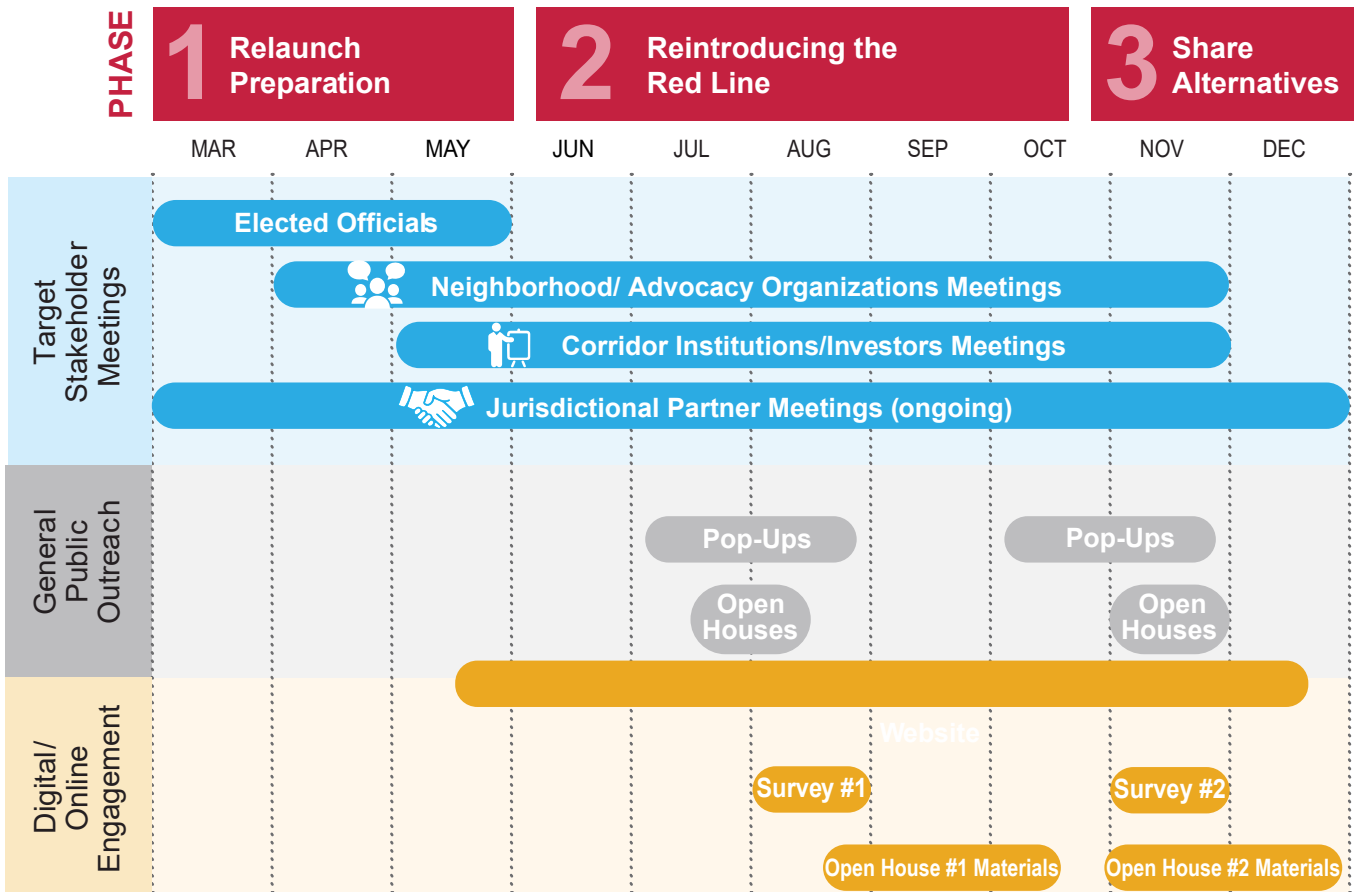 PHASE
1 Relaunch
Preparation
2 Reintroducing the
Red Line
3 Share
Alternatives
MAR APR MAY JUN JUL AUG SEP OCT NOV DEC
Target
Stakeholder
Meetings
Elected Officials
Neighborhood/ Advocacy Organizations Meetings
Corridor Institutions/Investors Meetings
Jurisdictional Partner Meetings (ongoing)
General
Public
Outreach
Pop-Ups
Pop-Ups
Open
Houses
Open
Houses
Digital/
Online
Engagement
Website
Survey #1
Survey #2
Open House #1 Materials
Open House #2 Materials